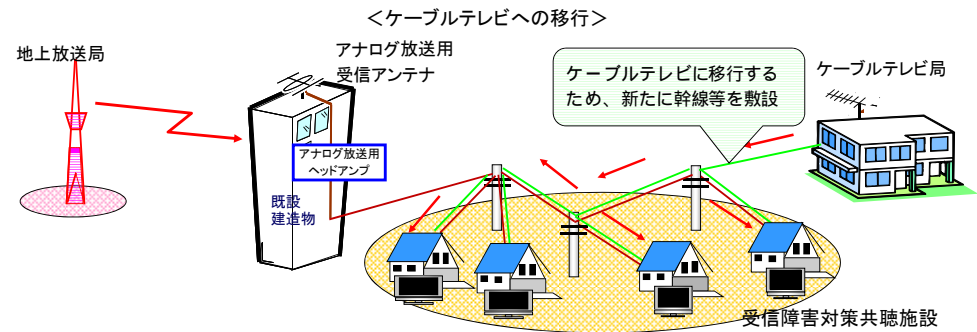 ＜ケーブルテレビへの移行＞
地上放送局
アナログ放送用
受信アンテナ
ケーブルテレビに移行する
ため、新たに幹線等を敷設
ケーブルテレビ局
アナログ放送用
ヘッドアンプ
既設
建造物
受信障害対策共聴施設